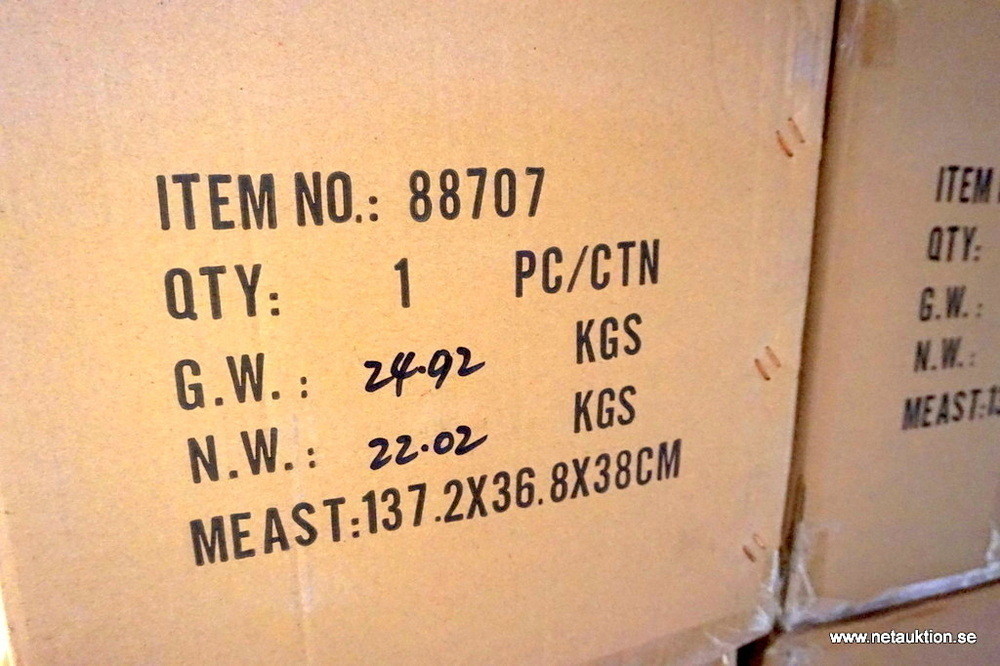 ITEM NO.: 88707
QTY: 1 PC/CTN
G.W.: 24.92 KGS
N.W.: 22.02 KGS
MEAST:137.2X36.8X38CM
ITEM
QTY:
G.W.:
N.W.:
MEAST:1
www.netauktion.se